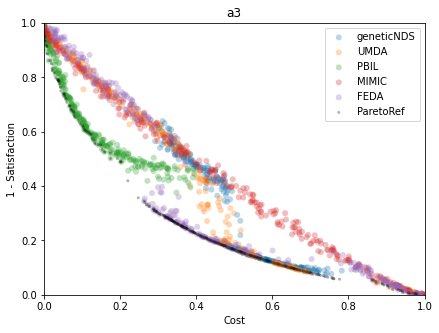 a3
geneticNDS
UMDA
PBIL
MIMIC
FEDA
ParetoRef
1.0
0.8
0.6
0.4
0.2
0.0
1 - Satisfaction
0.0 0.2 0.4 0.6 0.8 1.0
Cost